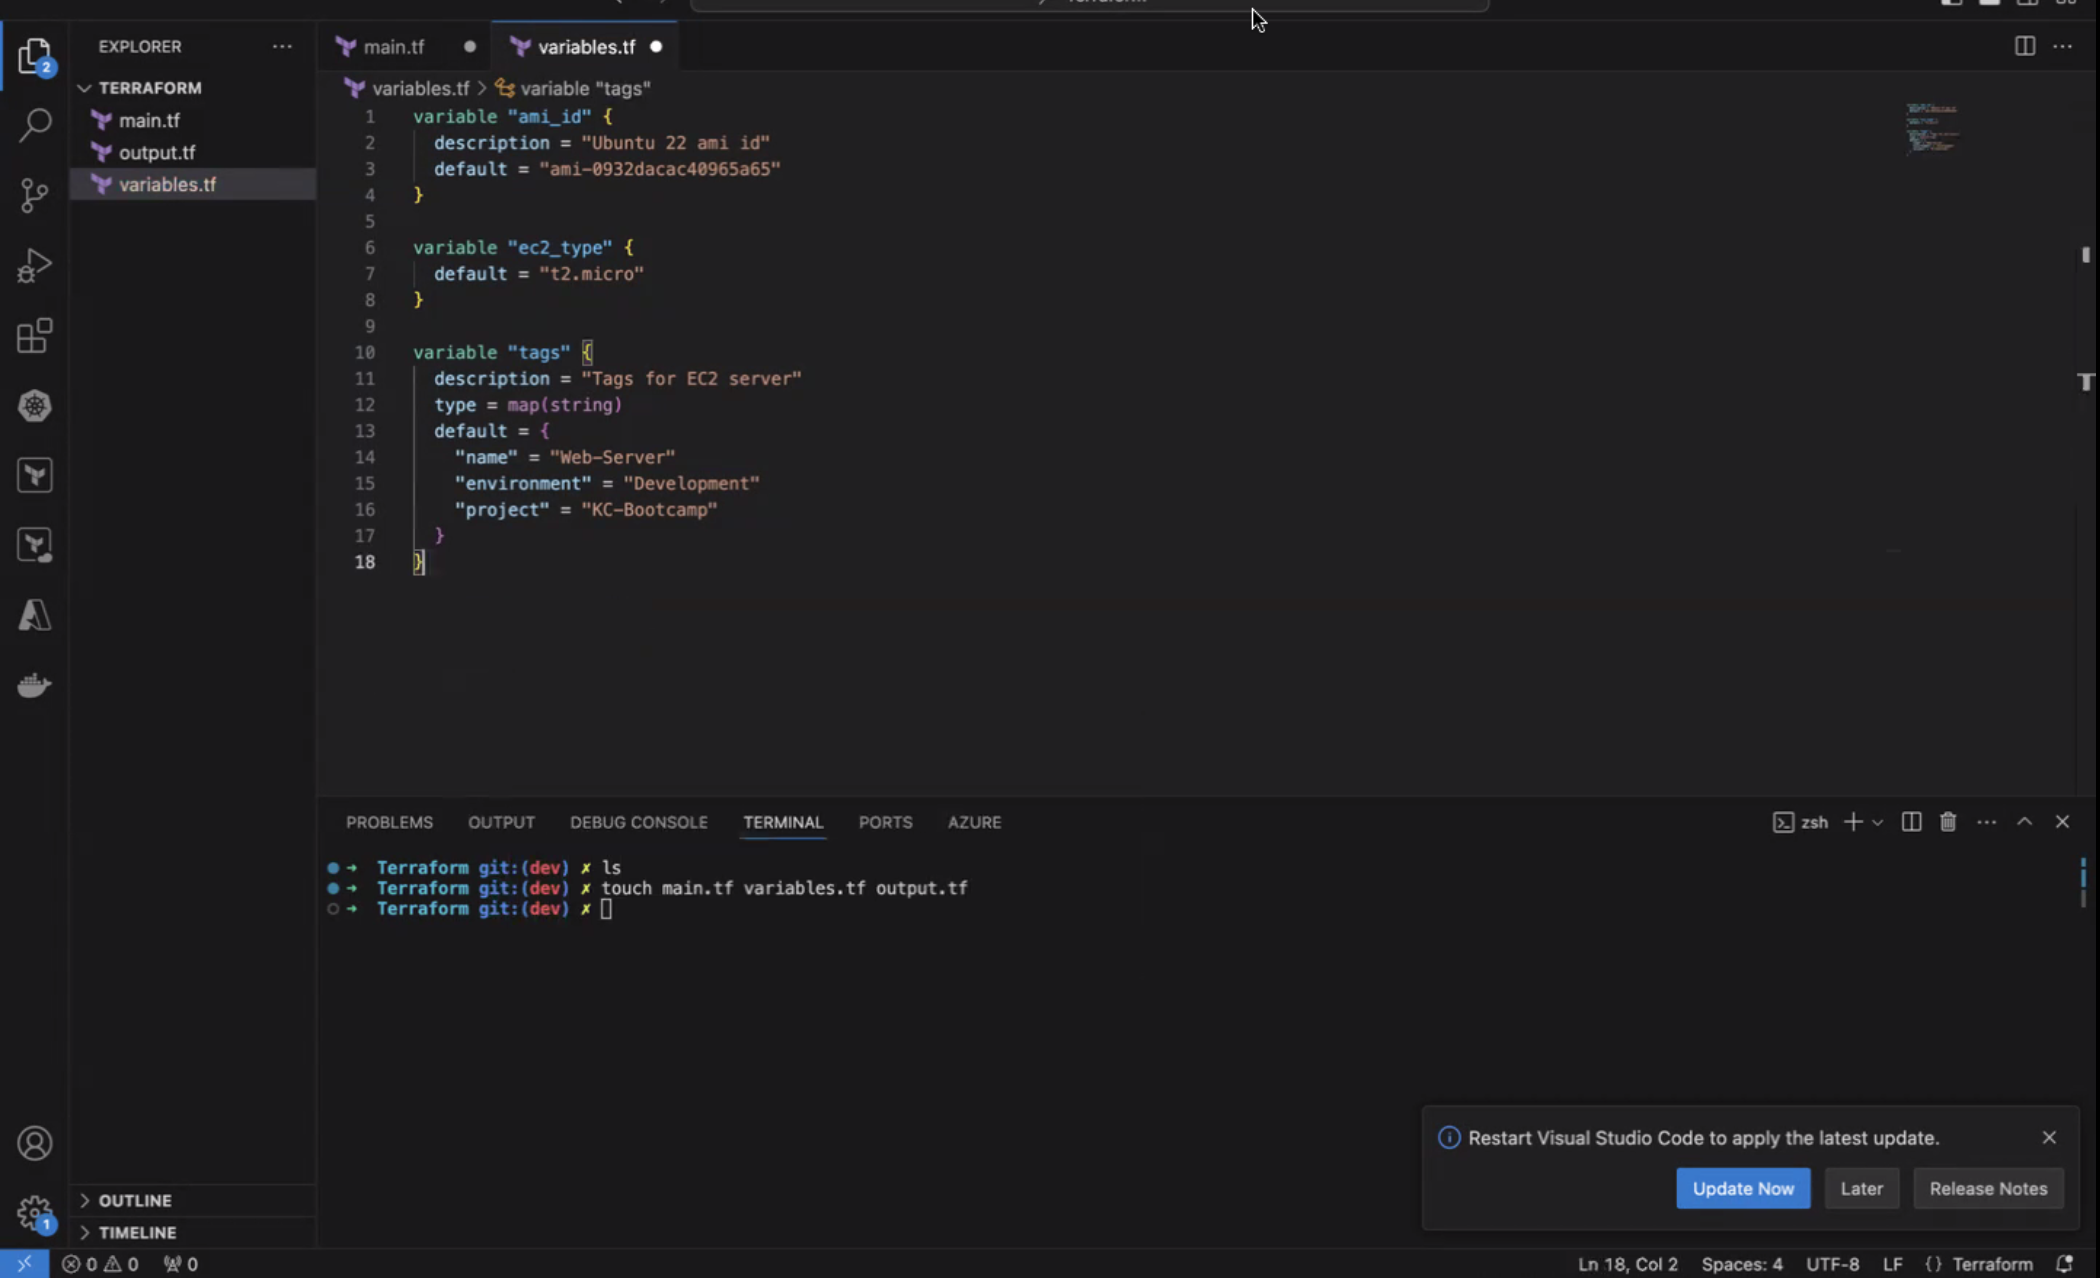 EXPLORER
main.tf
variables.tf
TERRAFORM
main.tf
output.tf
variables.tf
2
variables.tf > variable "tags"
1 variable "ami_id" {
2 description = "Ubuntu 22 ami id"
3 default = "ami-0932dacac40965a65"
4 }
5
6 variable "ec2_type" {
7 default = "t2.micro"
8 }
9
10 variable "tags" {
11 description = "Tags for EC2 server"
12 type = map(string)
13 default = {
14 "name" = "Web-Server"
15 "environment" = "Development"
16 "project" = "KC-Bootcamp"
17 }
18 }
PROBLEMS OUTPUT DEBUG CONSOLE TERMINAL PORTS AZURE
zsh
➜ Terraform git:(dev) ✗ ls
➜ Terraform git:(dev) ✗ touch main.tf variables.tf output.tf
➜ Terraform git:(dev) ✗
Restart Visual Studio Code to apply the latest update.
Update Now Later Release Notes
OUTLINE
TIMELINE
1
0 0 0
Ln 18, Col 2 Spaces: 4 UTF-8 LF {} Terraform